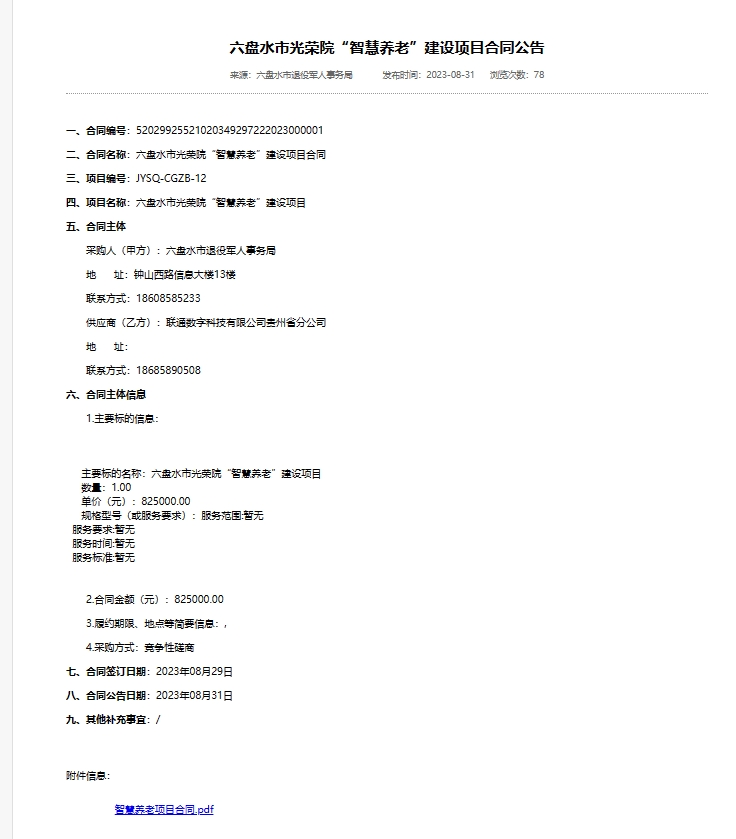 六盘水市光荣院“智慧养老”建设项目合同公告
来源：六盘水市退役军人事务局 发布时间：2023-08-31 浏览次数：78
一、合同编号：52029925521020349297222023000001
二、合同名称：六盘水市光荣院“智慧养老”建设项目合同
三、项目编号：JYSQ-CGZB-12
四、项目名称：六盘水市光荣院“智慧养老”建设项目
五、合同主体
采购人（甲方）：六盘水市退役军人事务局
地 址：钟山西路信息大楼13楼
联系方式：18608585233
供应商（乙方）：联通数字科技有限公司贵州省分公司
地 址：
联系方式：18685890508
六、合同主体信息
1.主要标的信息：
主要标的名称：六盘水市光荣院“智慧养老”建设项目
数量：1.00
单价（元）：825000.00
规格型号（或服务要求）：服务范围:暂无
服务要求:暂无
服务时间:暂无
服务标准:暂无
2.合同金额（元）：825000.00
3.履约期限、地点等简要信息：,
4.采购方式：竞争性磋商
七、合同签订日期：2023年08月29日
八、合同公告日期：2023年08月31日
九、其他补充事宜：/
附件信息：
智慧养老项目合同.pdf